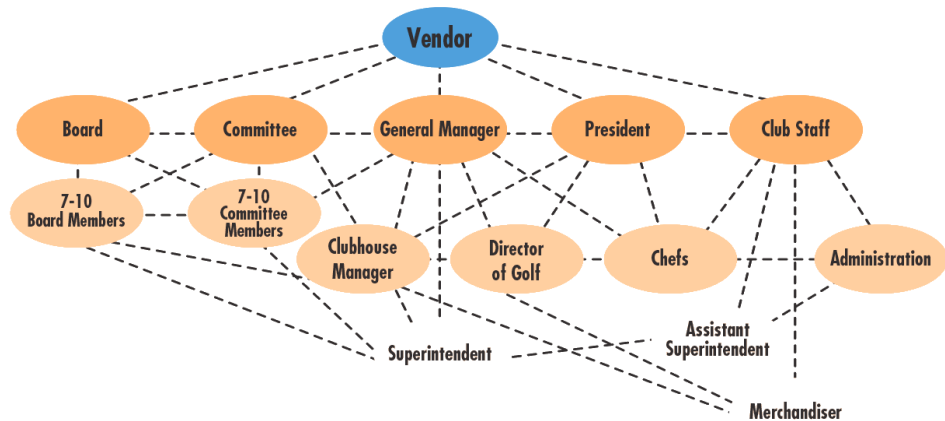 Vendor
Board
Committee
General Manager
President
Club Staff
7-10
Board Members
7-10
Committee
Members
Clubhouse
Manager
Director
of Golf
Chefs
Administration
Superintendent
Assistant
Superintendent
Merchandiser